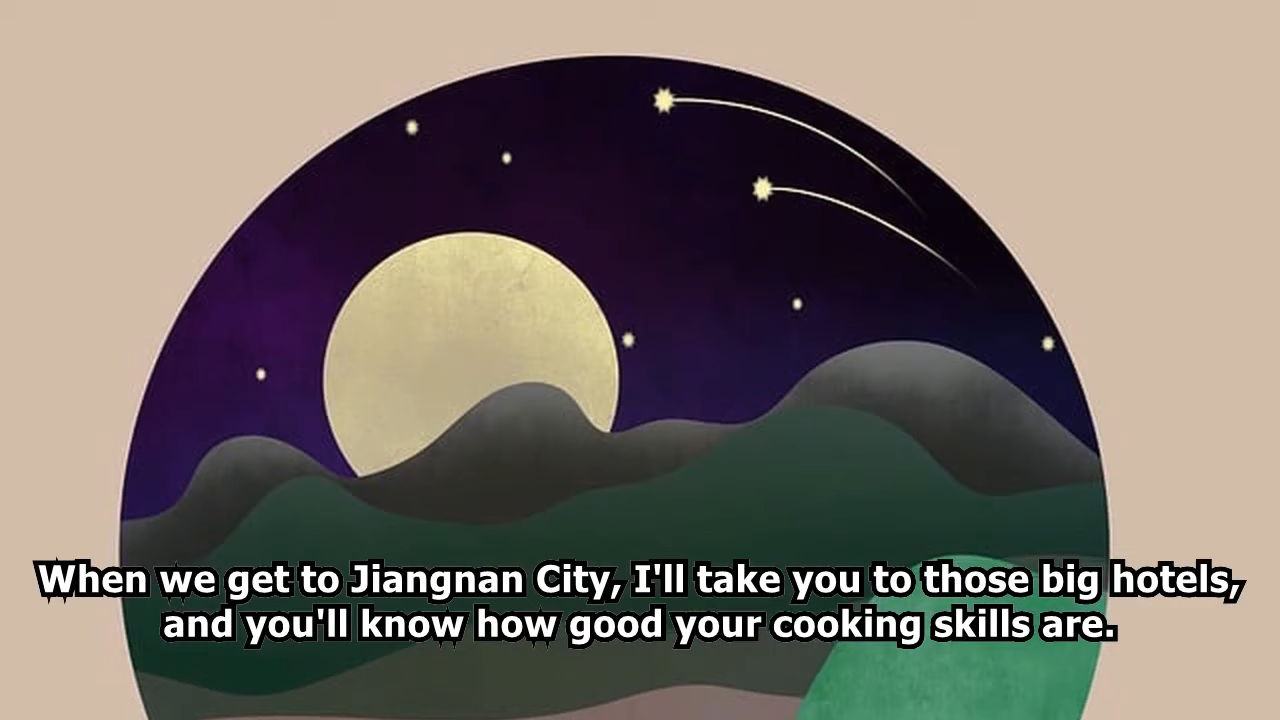 When we get to Jiangnan City, I'll take you to those big hotels,
and you'll know how good your cooking skills are.